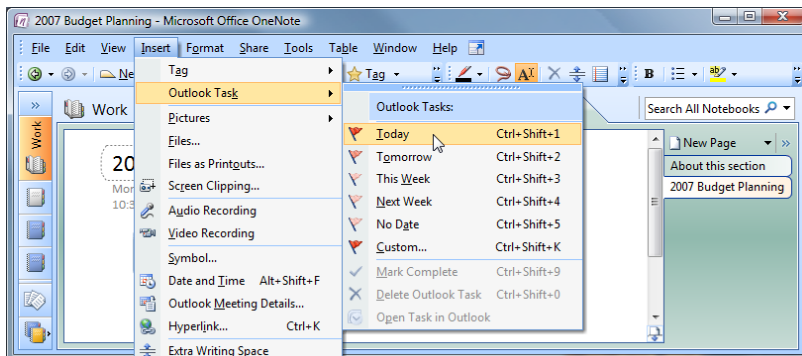 2007 Budget Planning - Microsoft Office OneNote
File Edit View Insert Format Share Tools Table Window Help
Ne
Tag
B
Work
Search All Notebooks
Work
Tag
Outlook Task
Pictures
Files...
Files as Printouts...
Screen Clipping...
Audio Recording
Video Recording
Symbol...
Date and Time Alt+Shift+F
Outlook Meeting Details...
Hyperlink... Ctrl+K
Extra Writing Space
Outlook Tasks:
Today Ctrl+Shift+1
Tomorrow Ctrl+Shift+2
This Week Ctrl+Shift+3
Next Week Ctrl+Shift+4
No Date Ctrl+Shift+5
Custom... Ctrl+Shift+K
Mark Complete Ctrl+Shift+9
Delete Outlook Task Ctrl+Shift+0
Open Task in Outlook
20
Mon
10:3
New Page
About this section
2007 Budget Planning